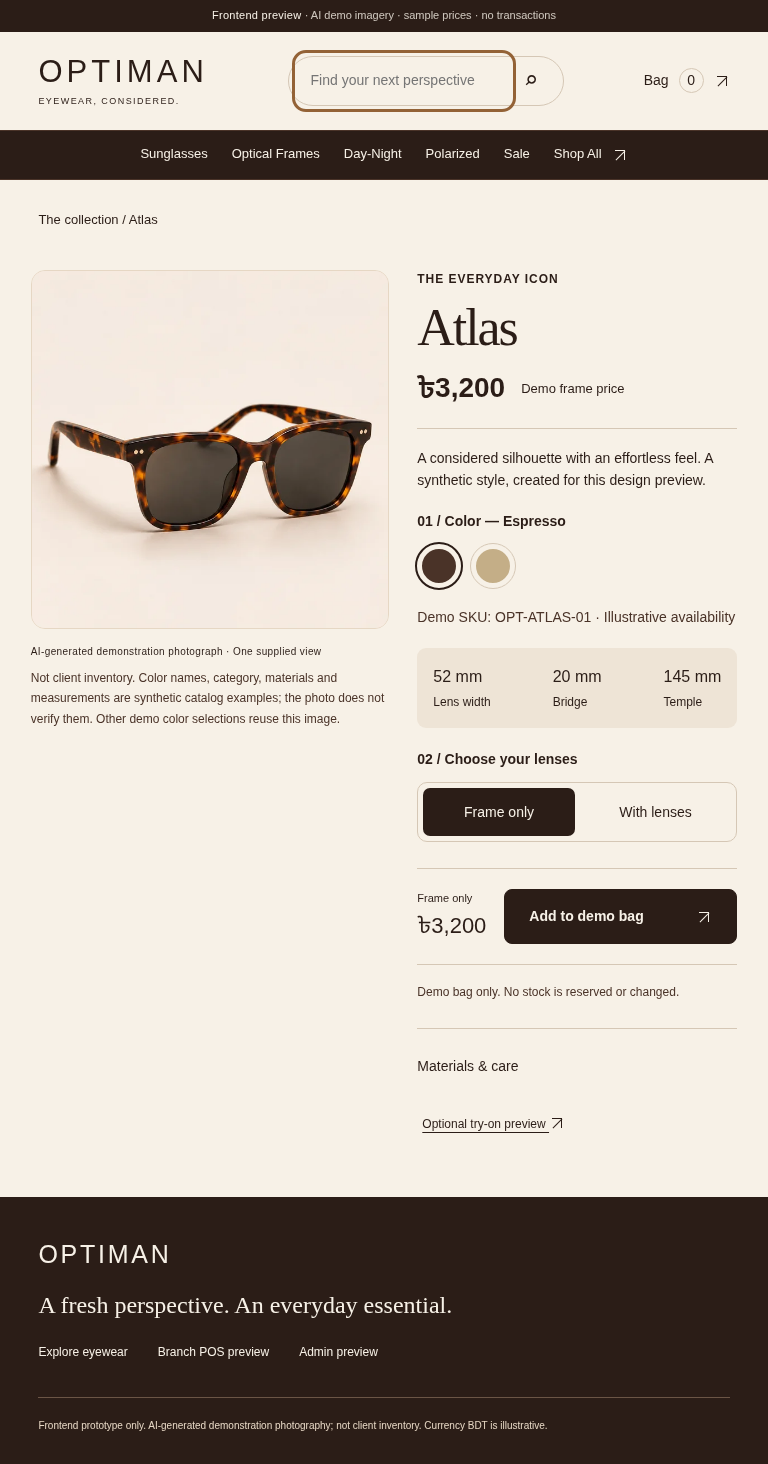 Frontend preview · AI demo imagery · sample prices · no transactions
OPTIMAN
EYEWEAR, CONSIDERED.
Find your next perspective
Bag 0
Sunglasses Optical Frames Day-Night Polarized Sale Shop All
The collection / Atlas
THE EVERYDAY ICON
Atlas
৳3,200 Demo frame price
A considered silhouette with an effortless feel. A
synthetic style, created for this design preview.
01 / Color — Espresso
Demo SKU: OPT-ATLAS-01 · Illustrative availability
AI-generated demonstration photograph · One supplied view
Not client inventory. Color names, category, materials and
measurements are synthetic catalog examples; the photo does not
verify them. Other demo color selections reuse this image.
52 mm 20 mm 145 mm
Lens width Bridge Temple
02 / Choose your lenses
Frame only With lenses
Frame only
৳3,200
Add to demo bag
Demo bag only. No stock is reserved or changed.
Materials & care
Optional try-on preview
OPTIMAN
A fresh perspective. An everyday essential.
Explore eyewear Branch POS preview Admin preview
Frontend prototype only. AI-generated demonstration photography; not client inventory. Currency BDT is illustrative.